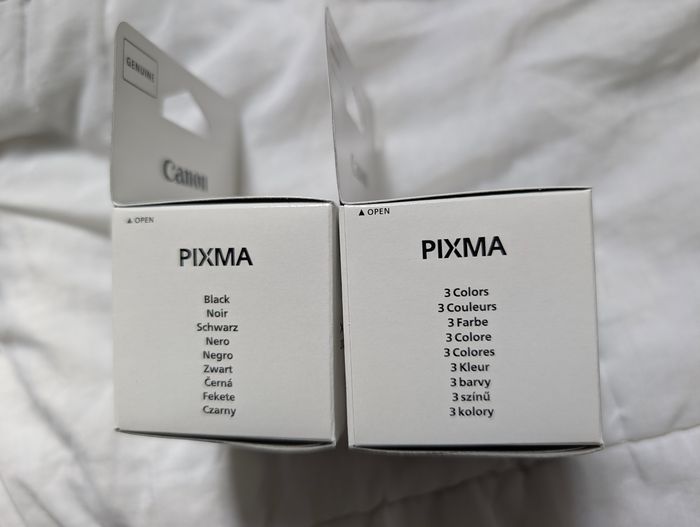 GENUINE
Canon
▲ OPEN
PIXMA
Black
Noir
Schwarz
Nero
Negro
Zwart
Černá
Fekete
Czarny
▲ OPEN
PIXMA
3 Colors
3 Couleurs
3 Farbe
3 Colore
3 Colores
3 Kleur
3 barvy
3 színű
3 kolory